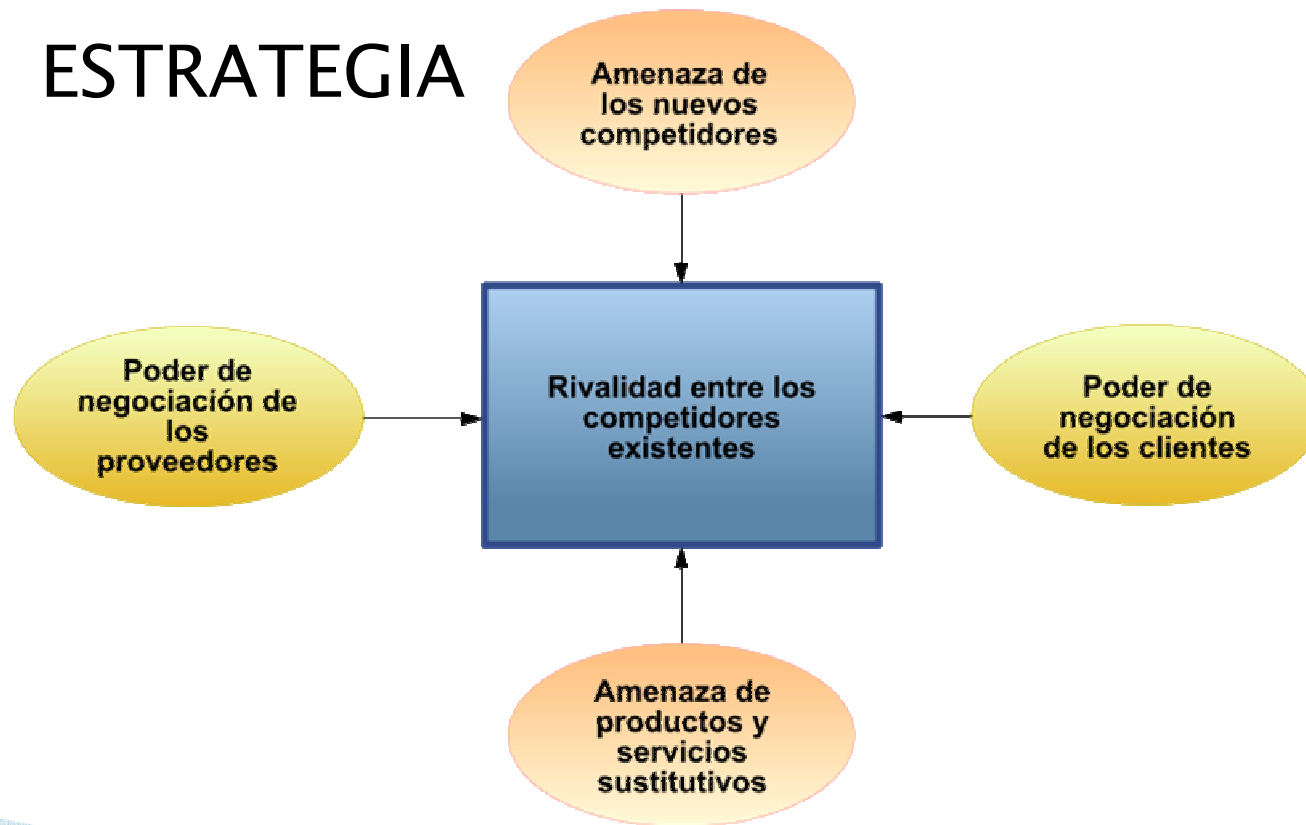 ESTRATEGIA
Amenaza de
los nuevos
competidores
Poder de
negociación de
los
proveedores
Rivalidad entre los
competidores
existentes
Poder de
negociación
de los clientes
Amenaza de
productos y
servicios
sustitutivos